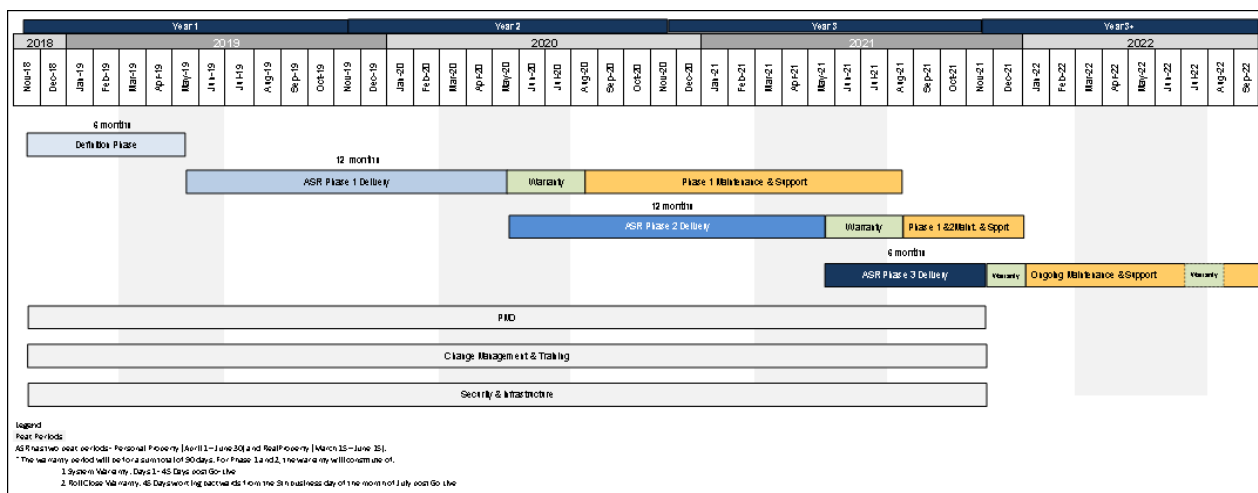 Year 1 Year 2 Year 3 Year 3+
2018 2019 2020 2021 2022
Nov-18 Dec-18 Jan-19 Feb-19 Mar-19 Apr-19 May-19 Jun-19 Jul-19 Aug-19 Sep-19 Oct-19 Nov-19 Dec-19 Jan-20 Feb-20 Mar-20 Apr-20 May-20 Jun-20 Jul-20 Aug-20 Sep-20 Oct-20 Nov-20 Dec-20 Jan-21 Feb-21 Mar-21 Apr-21 May-21 Jun-21 Jul-21 Aug-21 Sep-21 Oct-21 Nov-21 Dec-21 Jan-22 Feb-22 Mar-22 Apr-22 May-22 Jun-22 Jul-22 Aug-22 Sep-22
6 months
Definition Phase
12 months
ASR Phase 1 Delivery Warranty Phase 1 Maintenance & Support
12 months
ASR Phase 2 Delivery Warranty Phase 1 &2 Maint. & Spprt
6 months
ASR Phase 3 Delivery Warranty Ongoing Maintenance & Support Warranty
PMO
Change Management & Training
Security & Infrastructure
Legend
Peak Periods
ASR has two peak periods - Personal Property (April 1 - June 30) and Real Property (March 15 - June 15).
* The warranty period will be for a sum total of 90 days. For Phase 1 and 2, the warranty will constitute of:
1 System Warranty. Days 1 - 45 Days post Go-Live
2. Roll Close Warranty. 45 Days working backwards from the 5th business day of the month of July post Go-Live